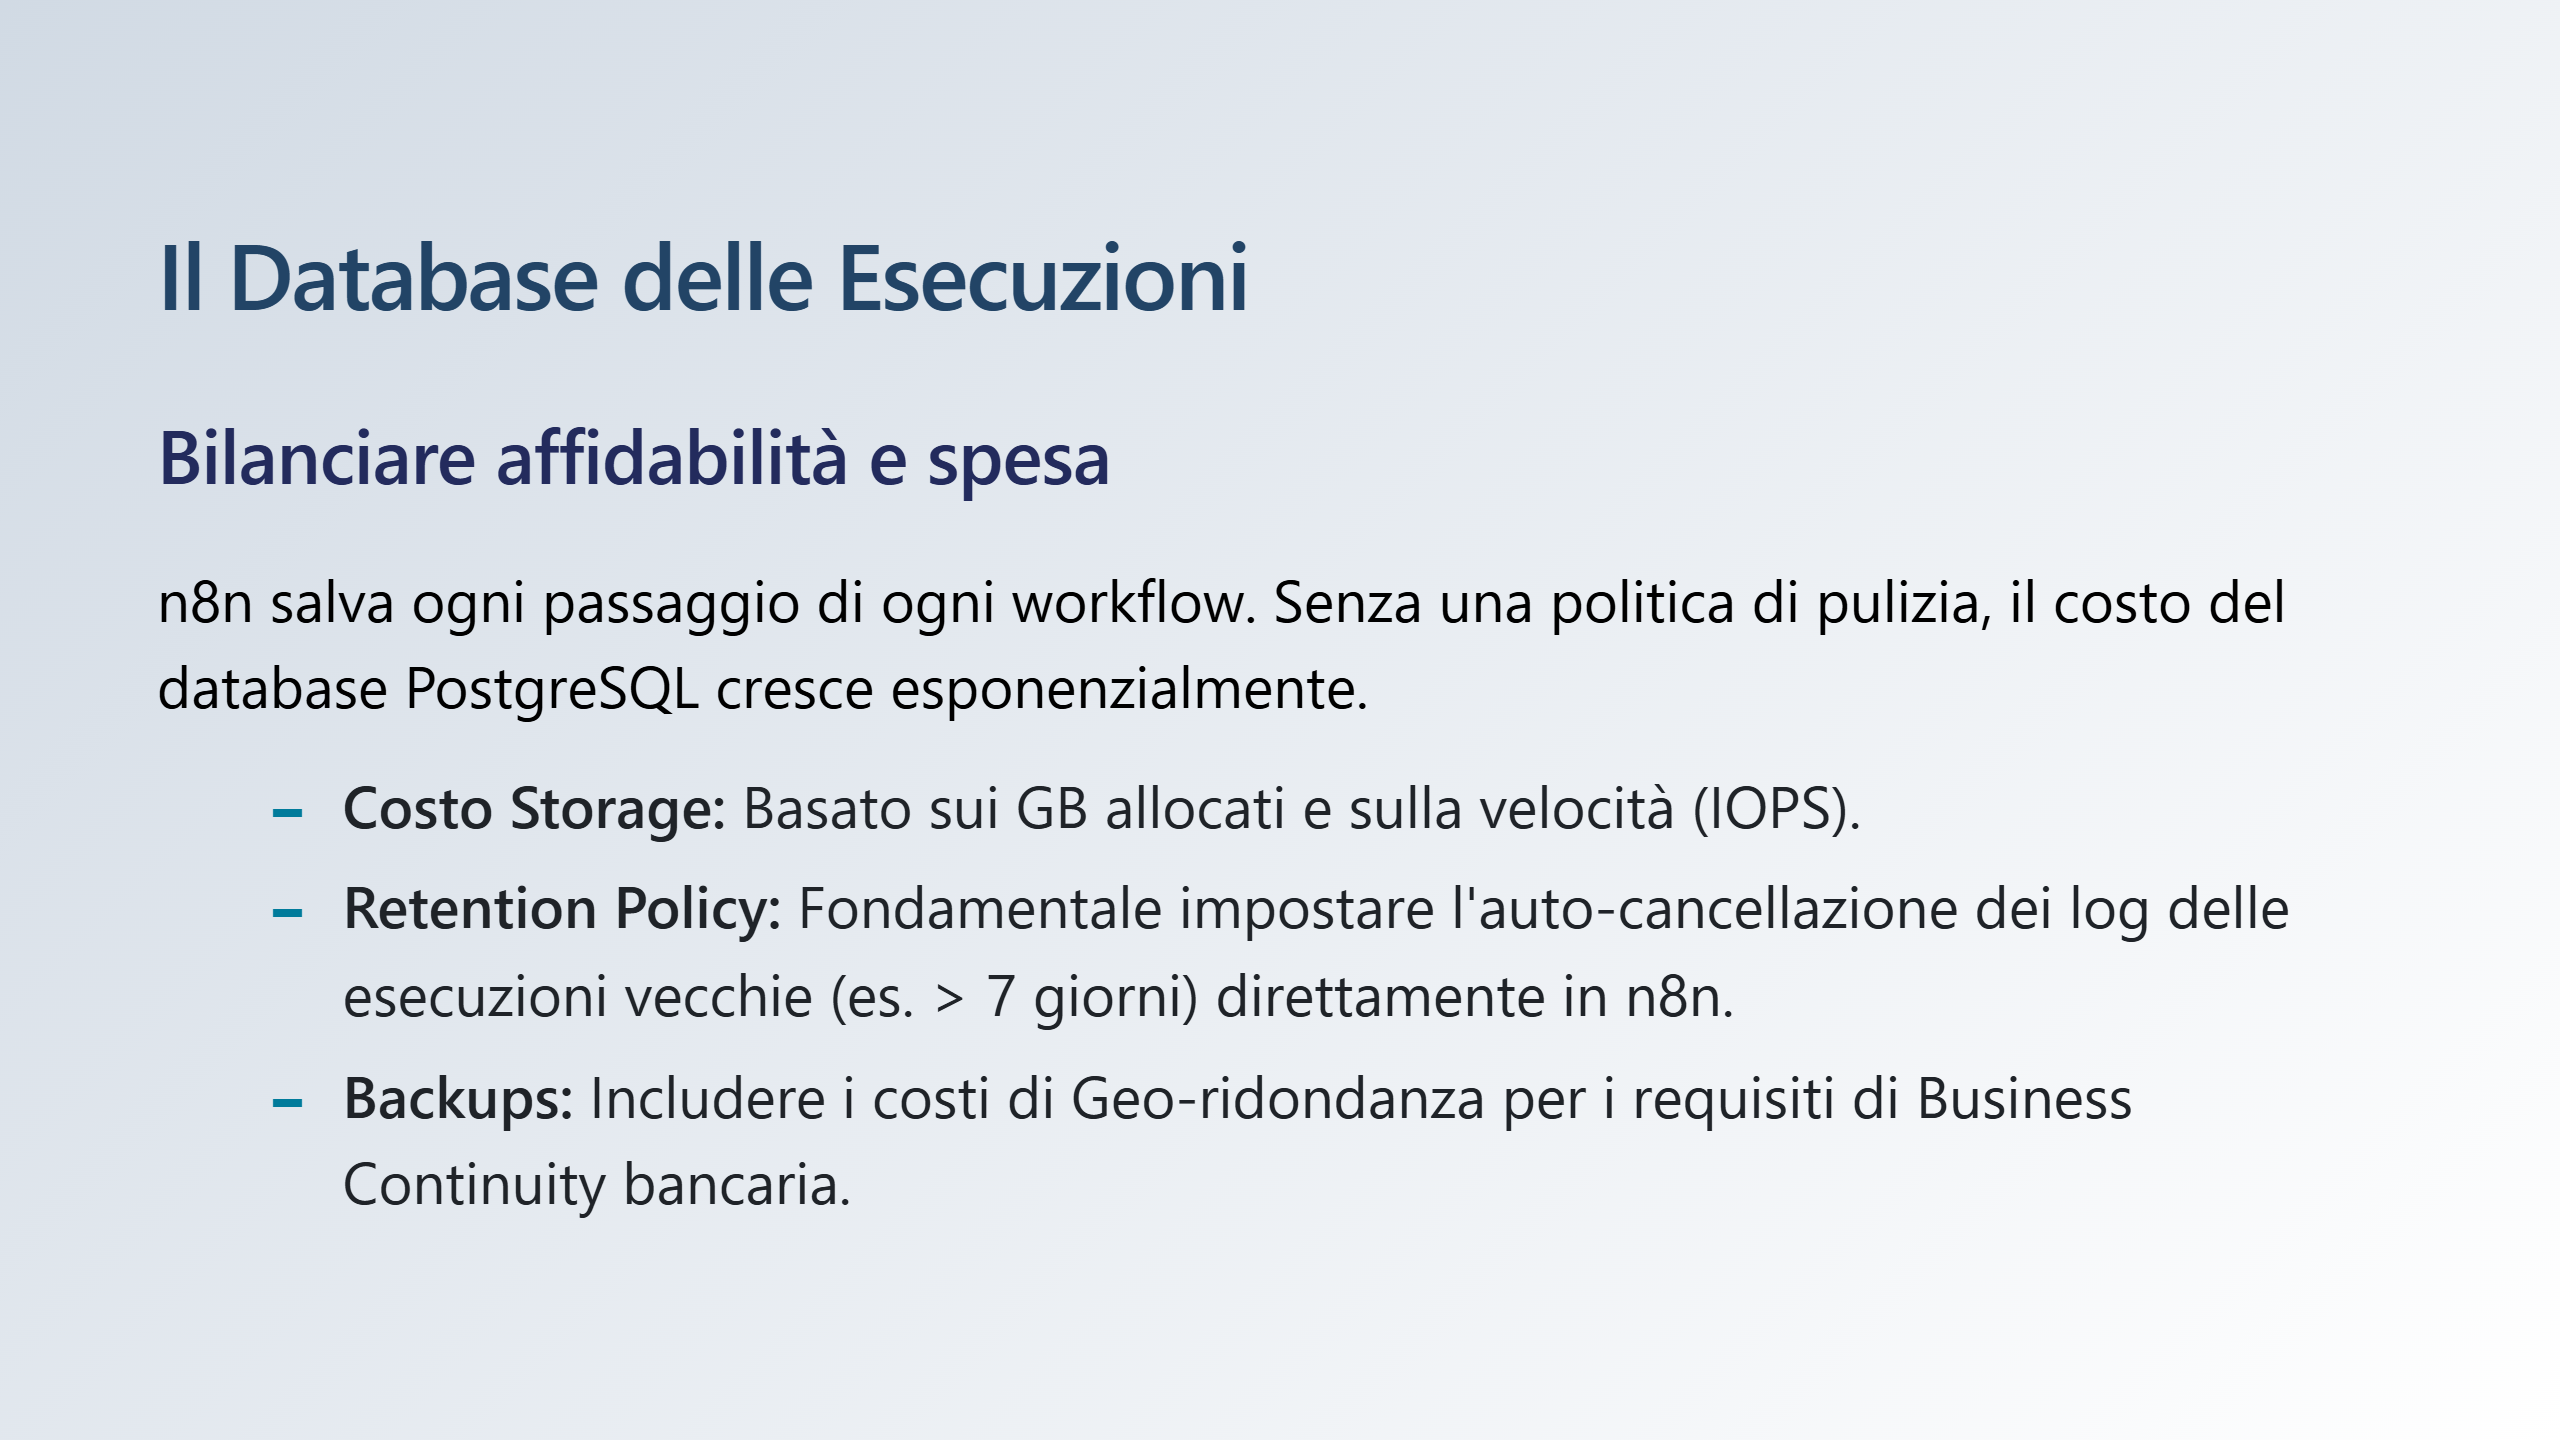 Il Database delle Esecuzioni
Bilanciare affidabilità e spesa
n8n salva ogni passaggio di ogni workflow. Senza una politica di pulizia, il costo del
database PostgreSQL cresce esponenzialmente.
– Costo Storage: Basato sui GB allocati e sulla velocità (IOPS).
– Retention Policy: Fondamentale impostare l'auto-cancellazione dei log delle
esecuzioni vecchie (es. > 7 giorni) direttamente in n8n.
– Backups: Includere i costi di Geo-ridondanza per i requisiti di Business
Continuity bancaria.